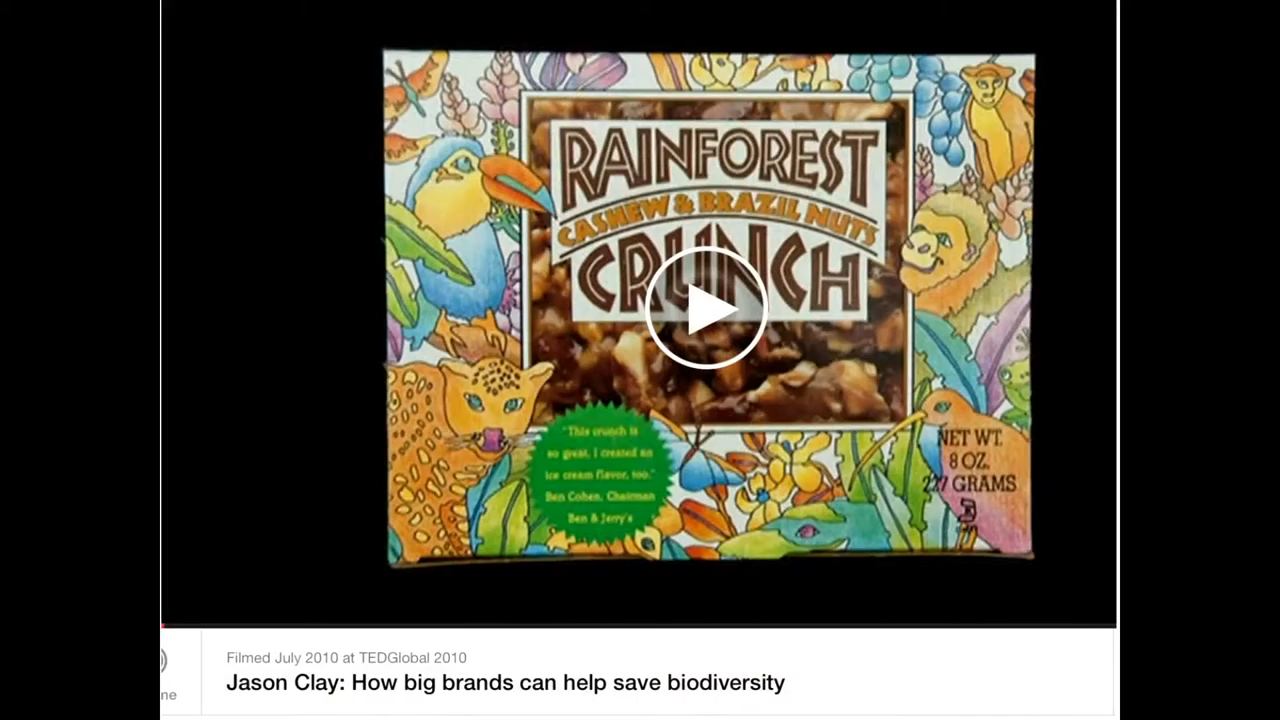 RAINFOREST
CASHEW & BRAZIL NUTS
CRUNCH
"This crunch is
so great, I created an
ice cream flavor, too."
Ben Cohen, Chairman
Ben & Jerry's
NET WT.
8 OZ.
227 GRAMS
Filmed July 2010 at TEDGlobal 2010
Jason Clay: How big brands can help save biodiversity